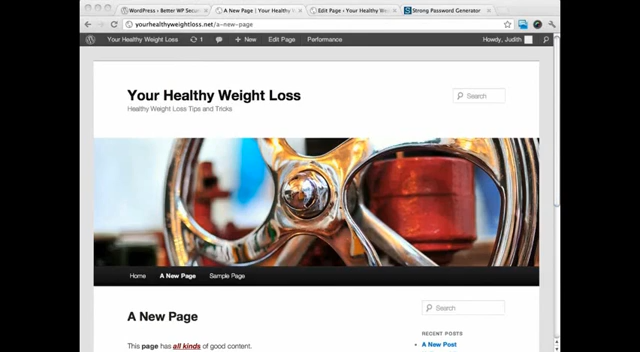 WordPress › Better WP Secur
A New Page | Your Healthy W
Edit Page ‹ Your Healthy Wei
Strong Password Generator
yourhealthyweightloss.net/a-new-page
Your Healthy Weight Loss
1
+ New
Edit Page
Performance
Howdy, Judith
Your Healthy Weight Loss
Healthy Weight Loss Tips and Tricks
Search
Home
A New Page
Sample Page
A New Page
Search
This page has all kinds of good content.
RECENT POSTS
A New Post